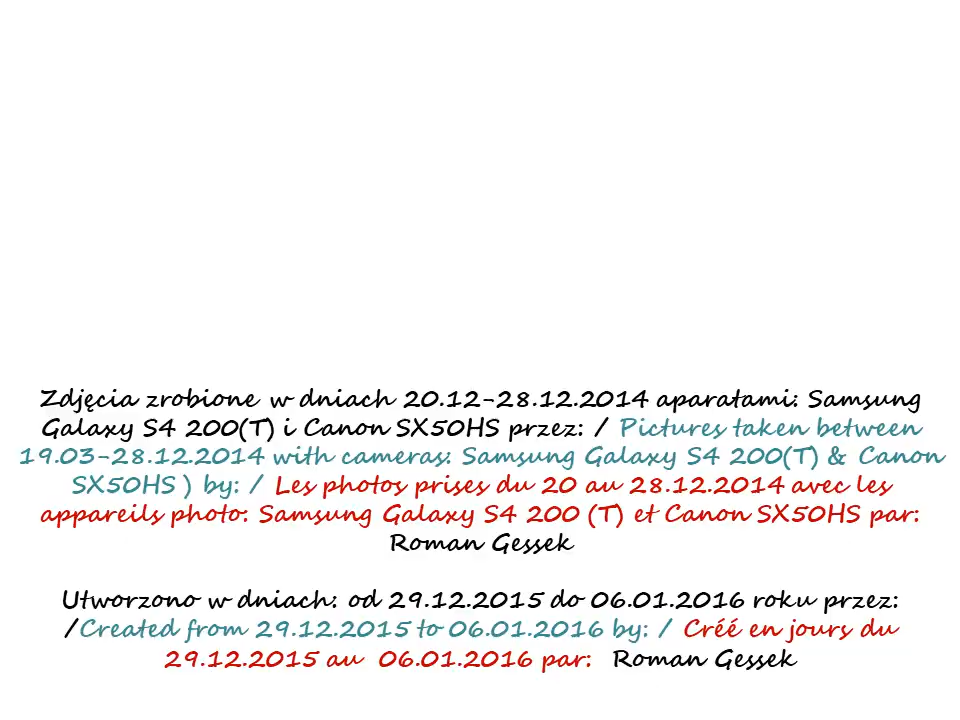 Zdjęcia zrobione w dniach 20.12-28.12.2014 aparatami: Samsung
Galaxy S4 200(T) i Canon SX50HS przez: / Pictures taken between
19.03-28.12.2014 with cameras: Samsung Galaxy S4 200(T) & Canon
SX50HS ) by: / Les photos prises du 20 au 28.12.2014 avec les
appareils photo: Samsung Galaxy S4 200 (T) et Canon SX50HS par:
Roman Gessek
Utworzono w dniach: od 29.12.2015 do 06.01.2016 roku przez:
/Created from 29.12.2015 to 06.01.2016 by: / Créé en jours du
29.12.2015 au 06.01.2016 par: Roman Gessek